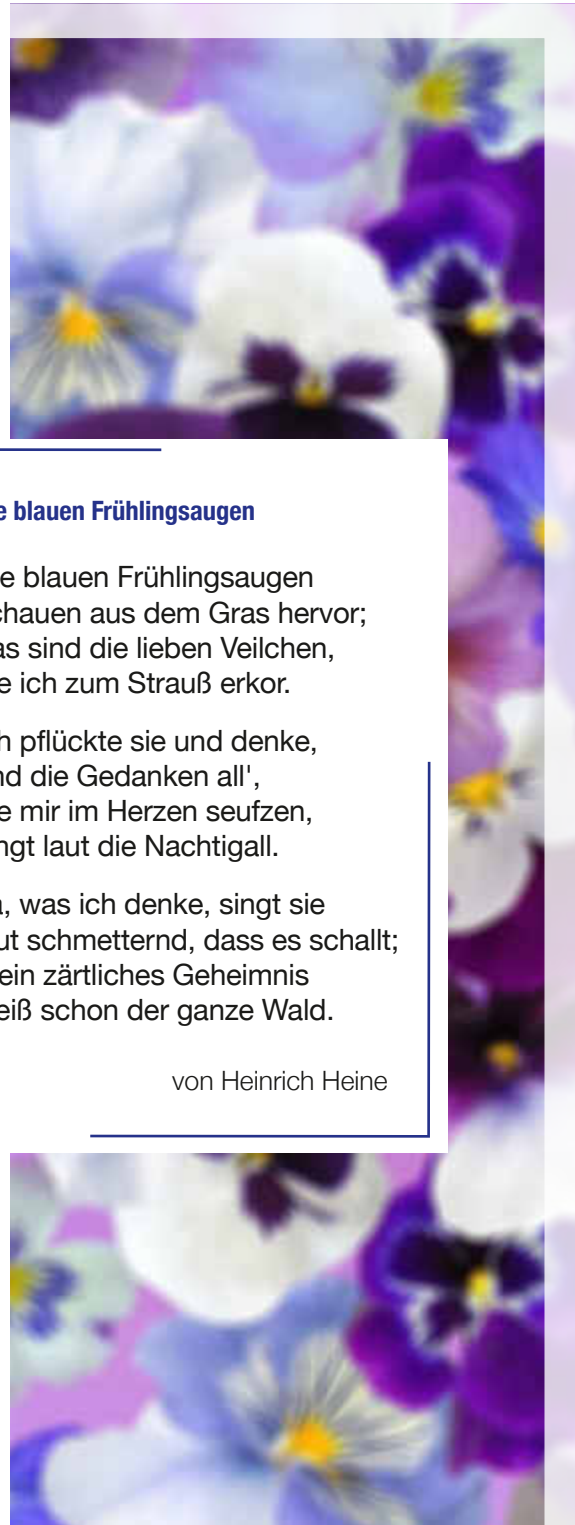 e blauen Frühlingsaugen
e blauen Frühlingsaugen
chauen aus dem Gras hervor;
as sind die lieben Veilchen,
e ich zum Strauß erkor.
h pflückte sie und denke,
nd die Gedanken all',
e mir im Herzen seufzen,
ngt laut die Nachtigall.
a, was ich denke, singt sie
ut schmetternd, dass es schallt;
ein zärtliches Geheimnis
eiß schon der ganze Wald.
von Heinrich Heine